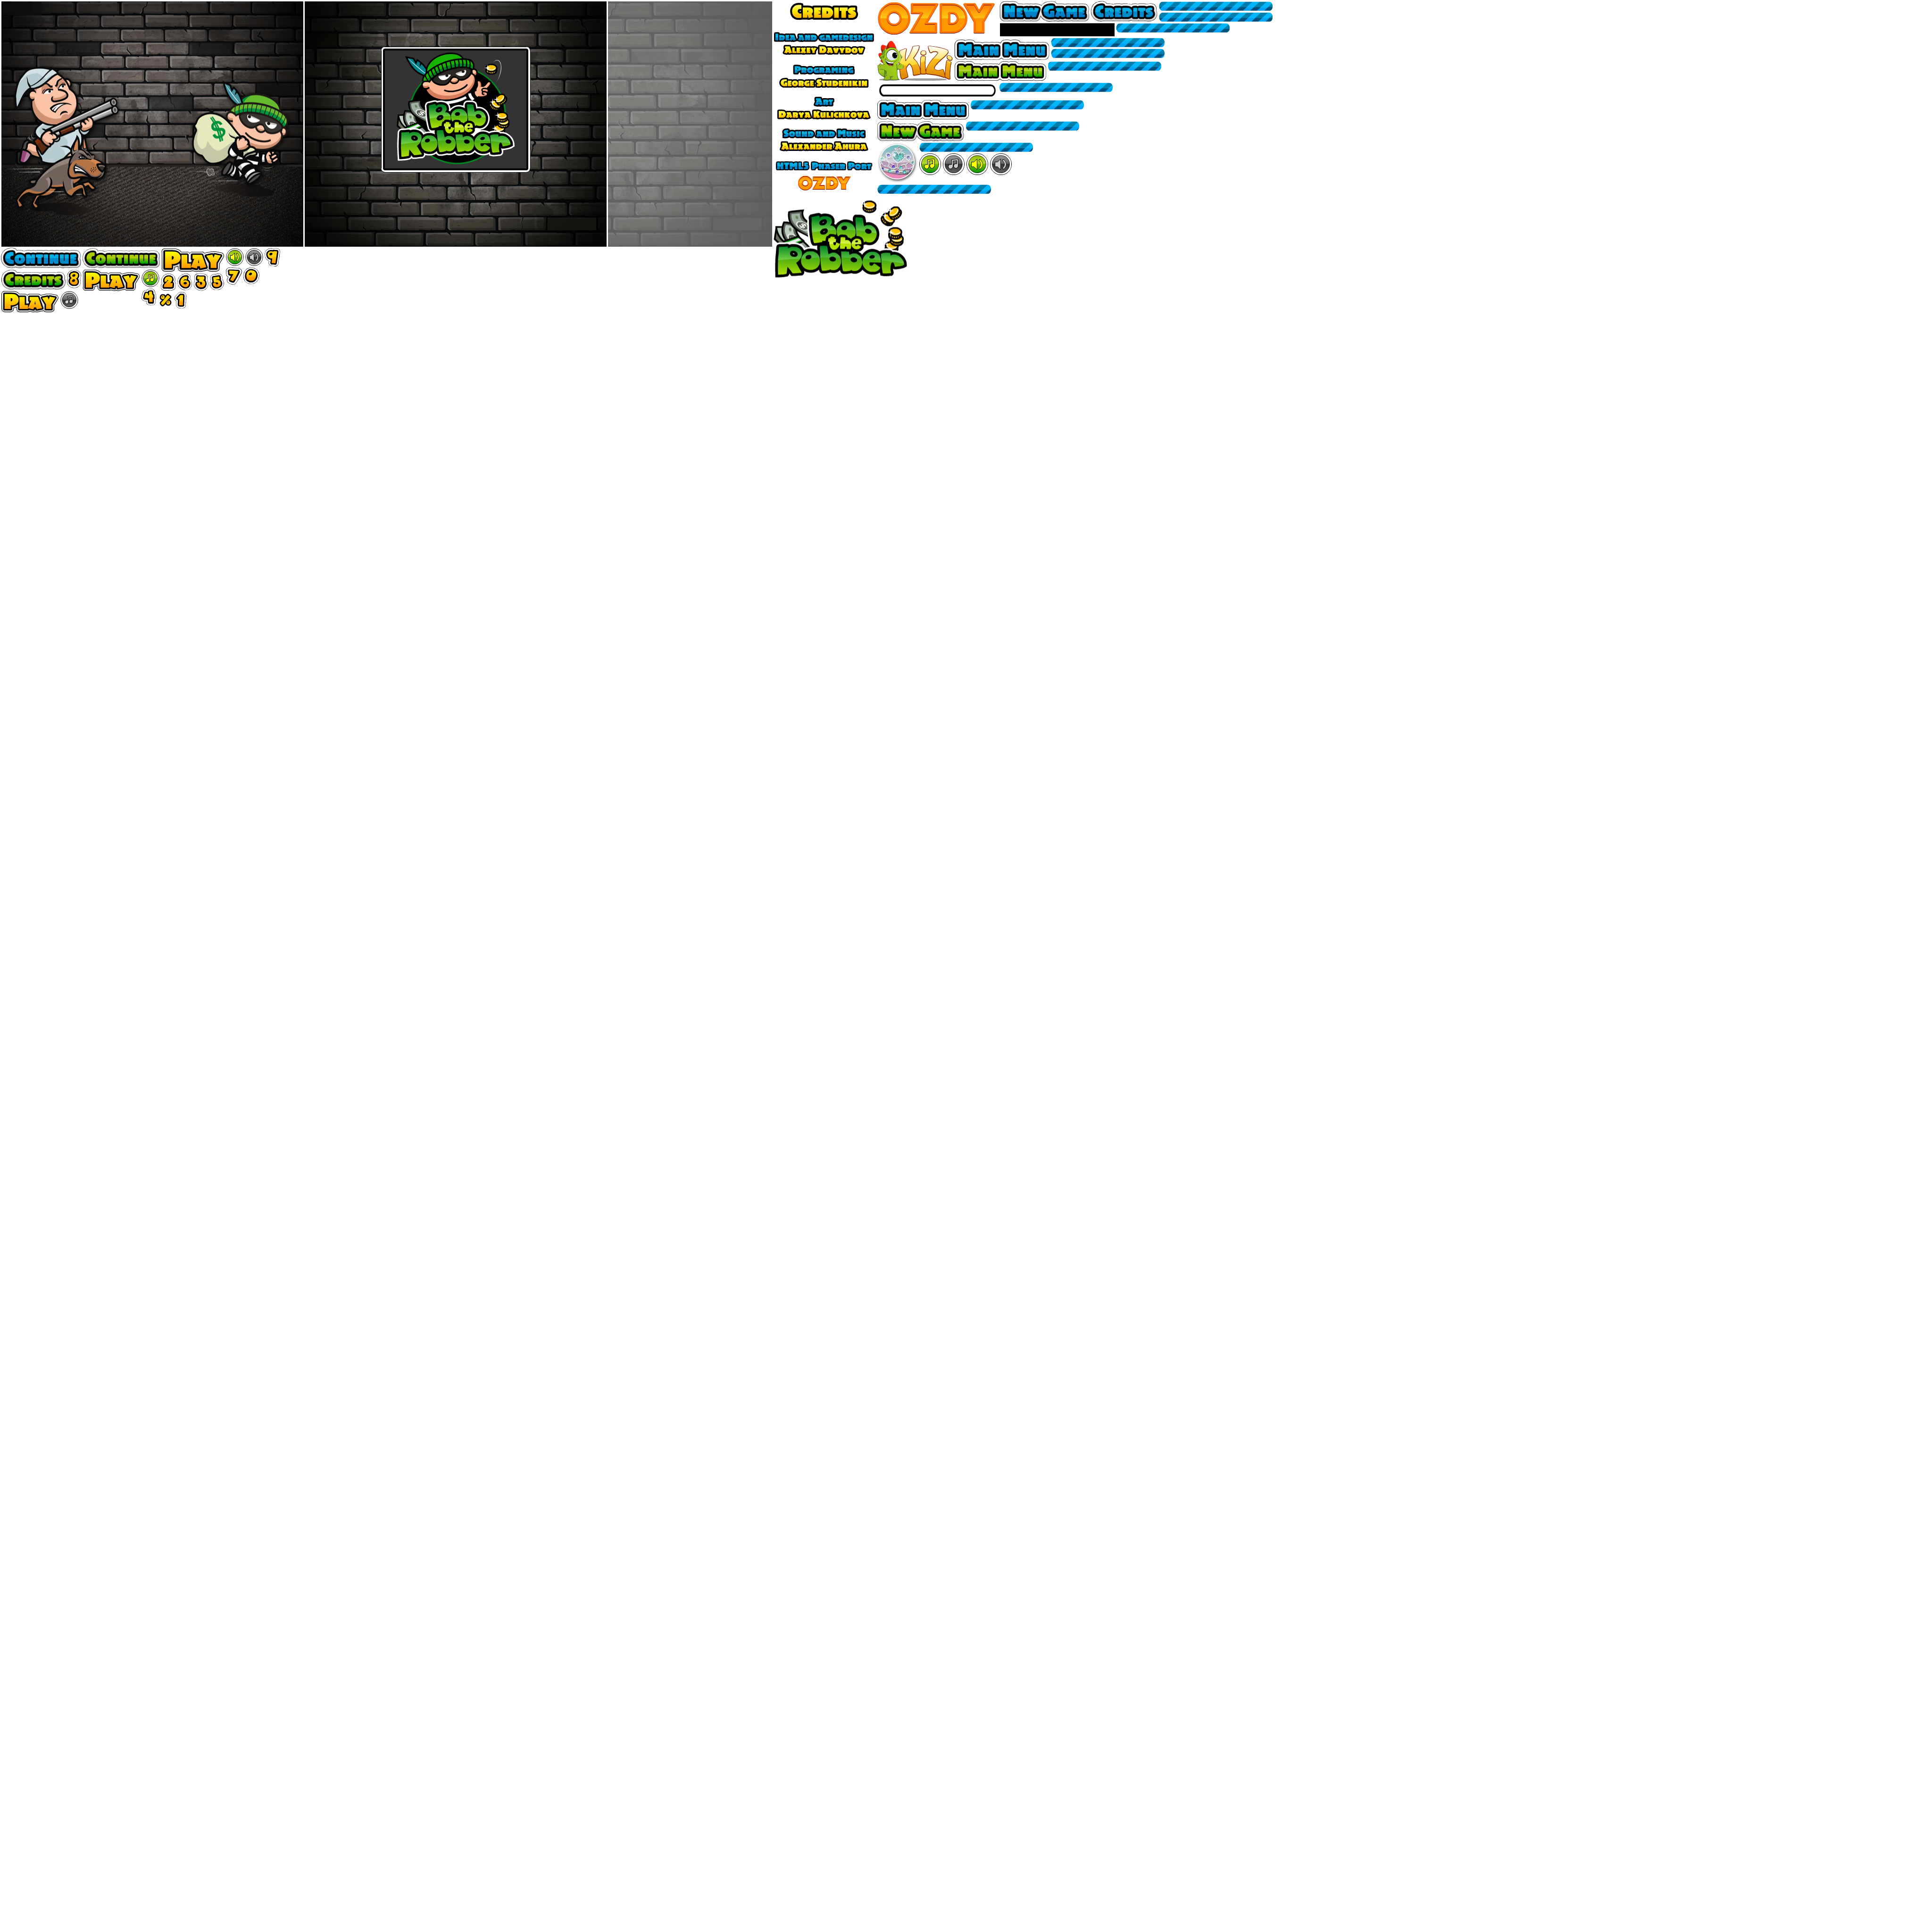 Bob
the
Robber
CREDITS
IDEA AND GAMEDESIGN
ALEXEY DAVYDOV
PROGRAMING
GEORGE STUDENIKIN
ART
DARYA KULICHKOVA
SOUND AND MUSIC
ALEXANDER AHURA
HTML5 PHASER PORT
OZDY
Bob
the
Robber
OZDY
NEW GAME
CREDITS
KiZi
MAIN MENU
MAIN MENU
MAIN MENU
NEW GAME
$
CONTINUE
CONTINUE
PLAY
9
CREDITS
8
PLAY
2 6 3 5
7 0
PLAY
4 % 1